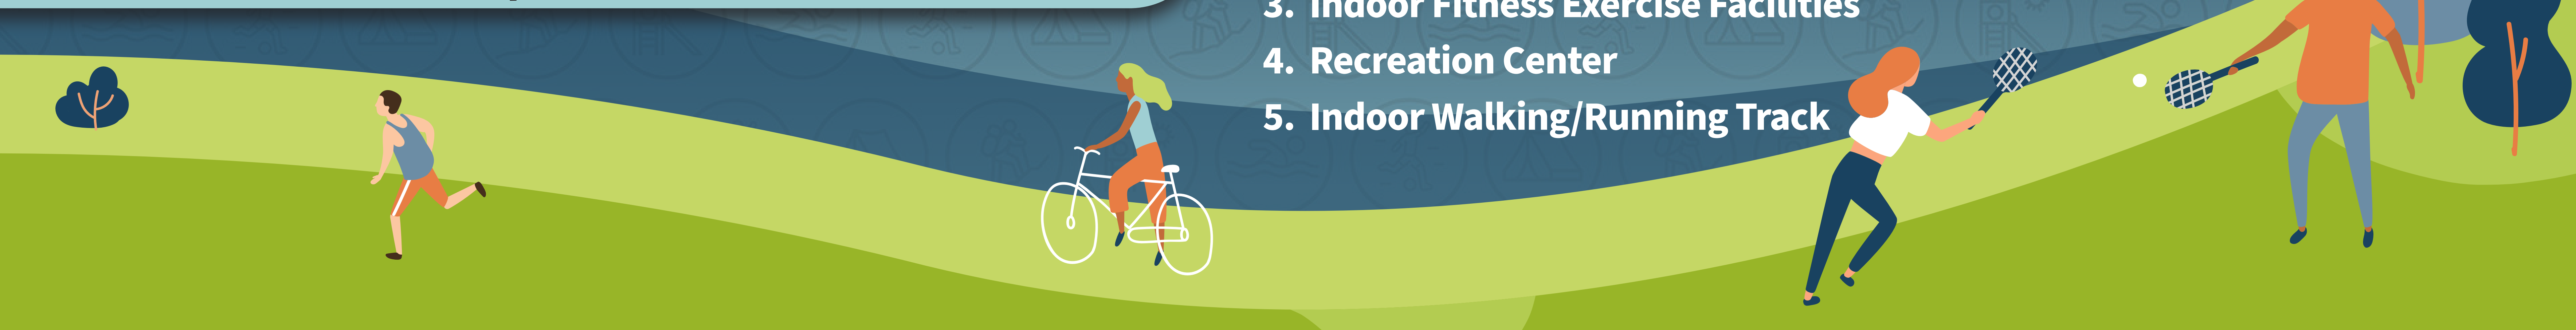 3. Indoor Fitness Exercise Facilities
4. Recreation Center
5. Indoor Walking/Running Track